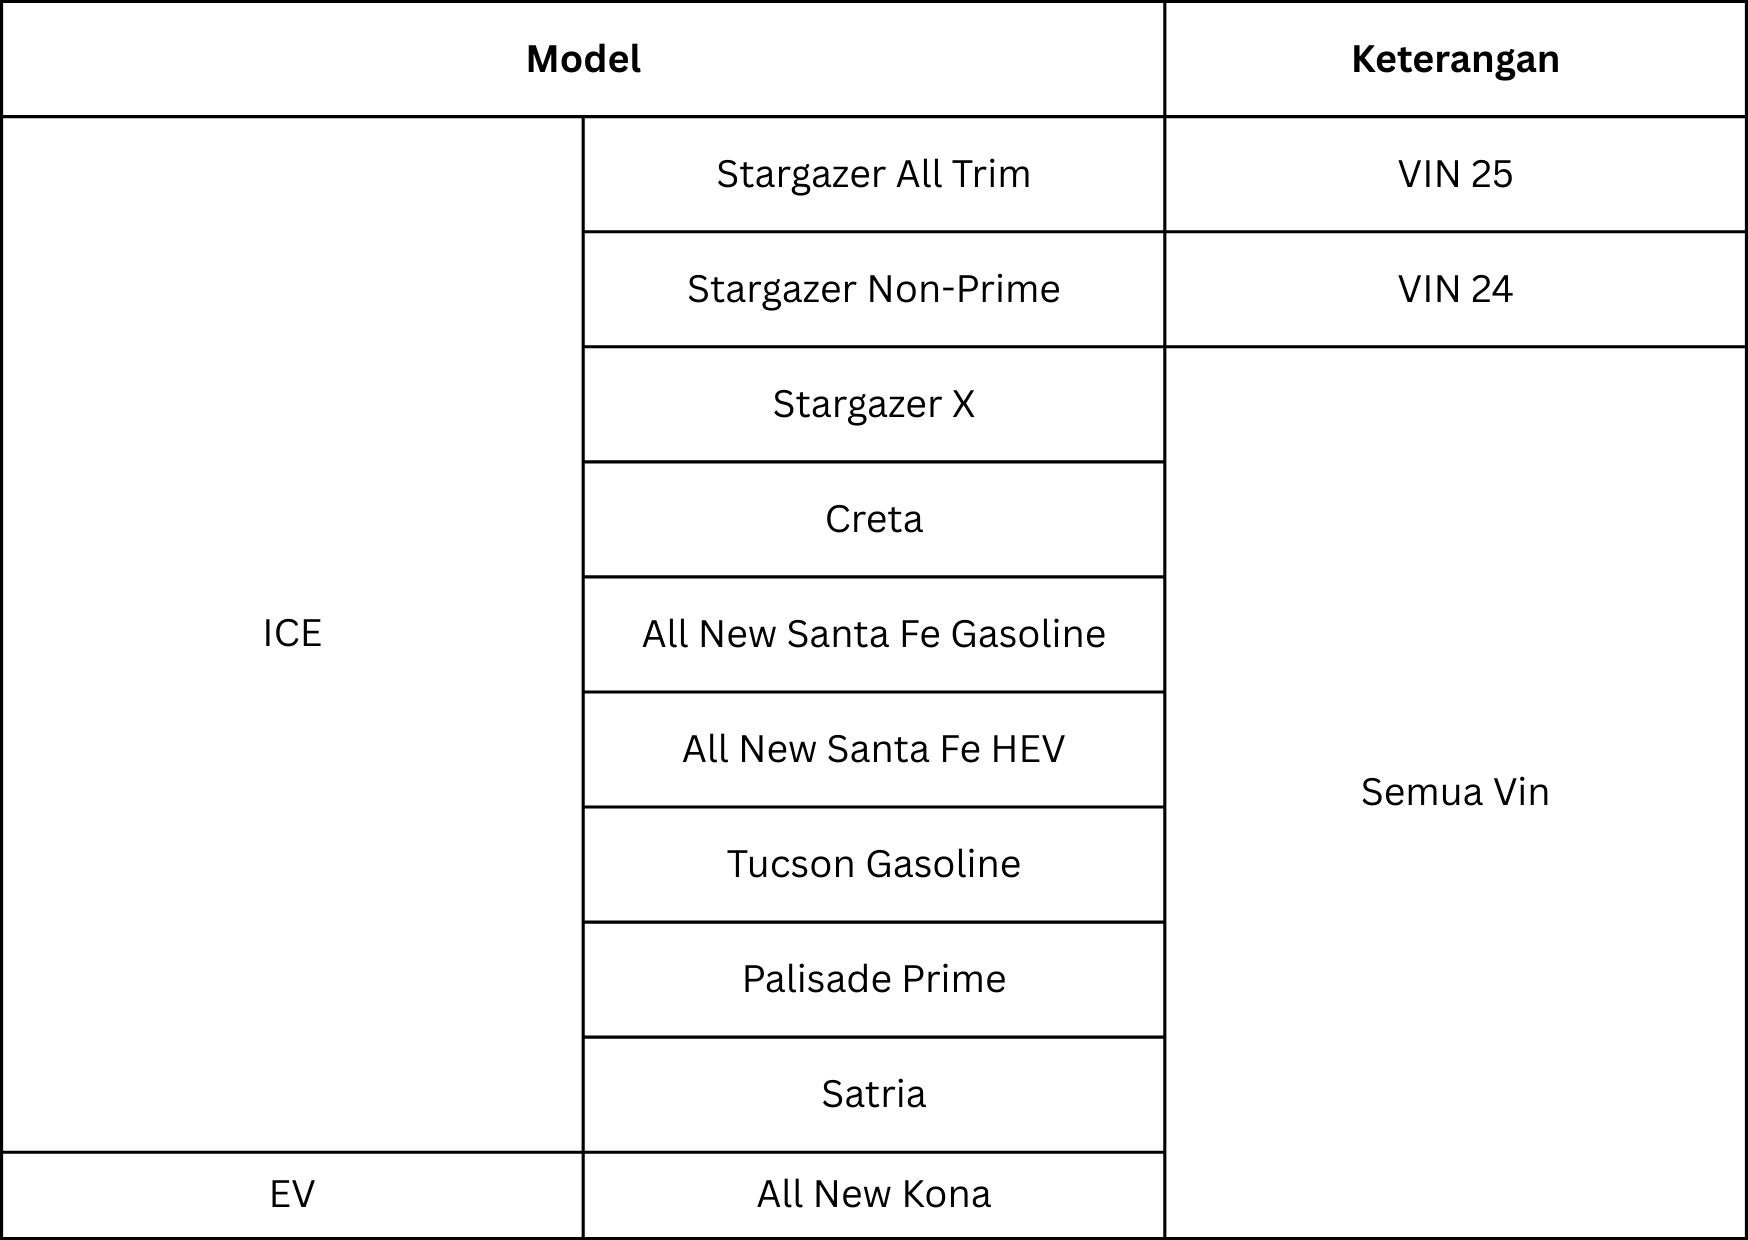 Model
Keterangan
ICE
Stargazer All Trim
VIN 25
Stargazer Non-Prime
VIN 24
Stargazer X
Semua Vin
Creta
All New Santa Fe Gasoline
All New Santa Fe HEV
Tucson Gasoline
Palisade Prime
Satria
EV
All New Kona